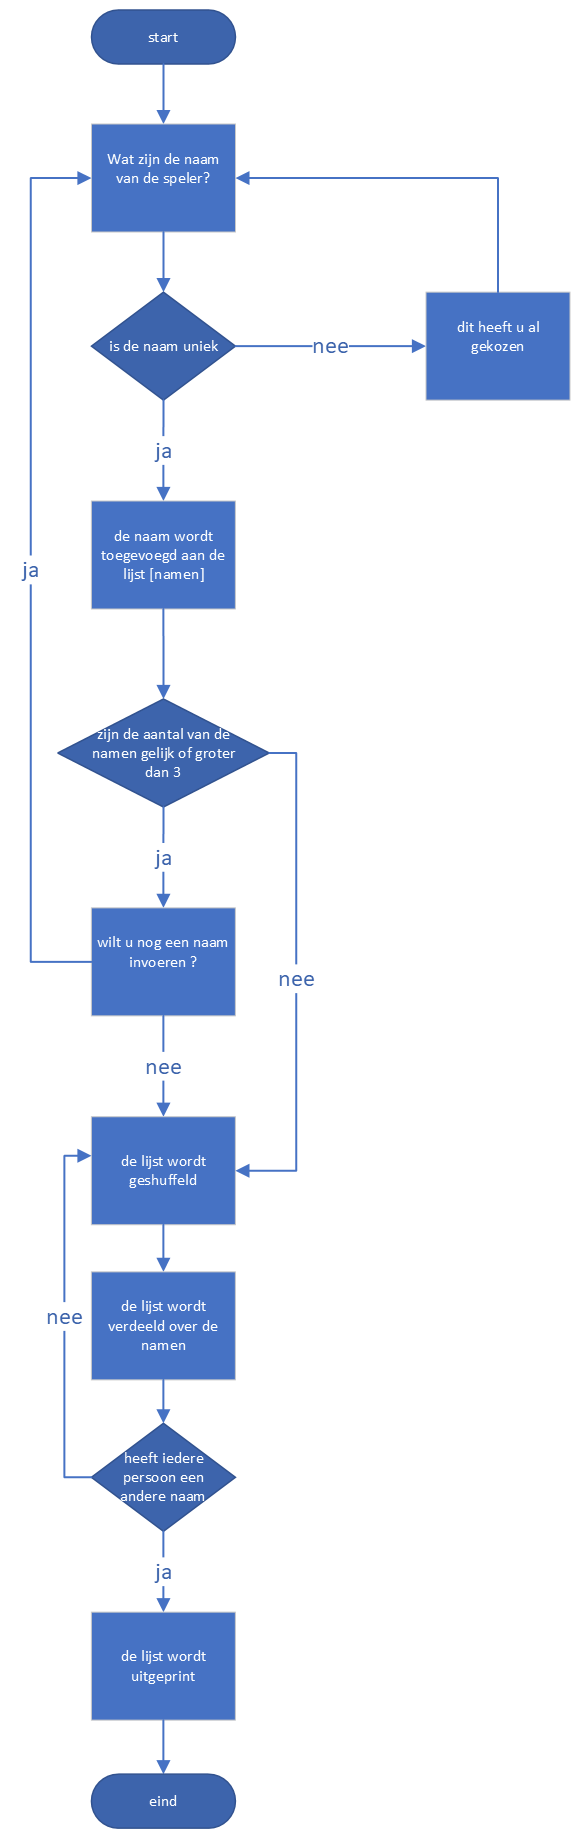 start
Wat zijn de naam
van de speler?
is de naam uniek
nee
dit heeft u al
gekozen
ja
de naam wordt
toegevoegd aan de
lijst [namen]
ja
zijn de aantal van de
namen gelijk of groter
dan 3
ja
wilt u nog een naam
invoeren ?
nee
nee
de lijst wordt
geshuffeld
de lijst wordt
verdeeld over de
namen
nee
heeft iedere
persoon een
andere naam
ja
de lijst wordt
uitgeprint
eind